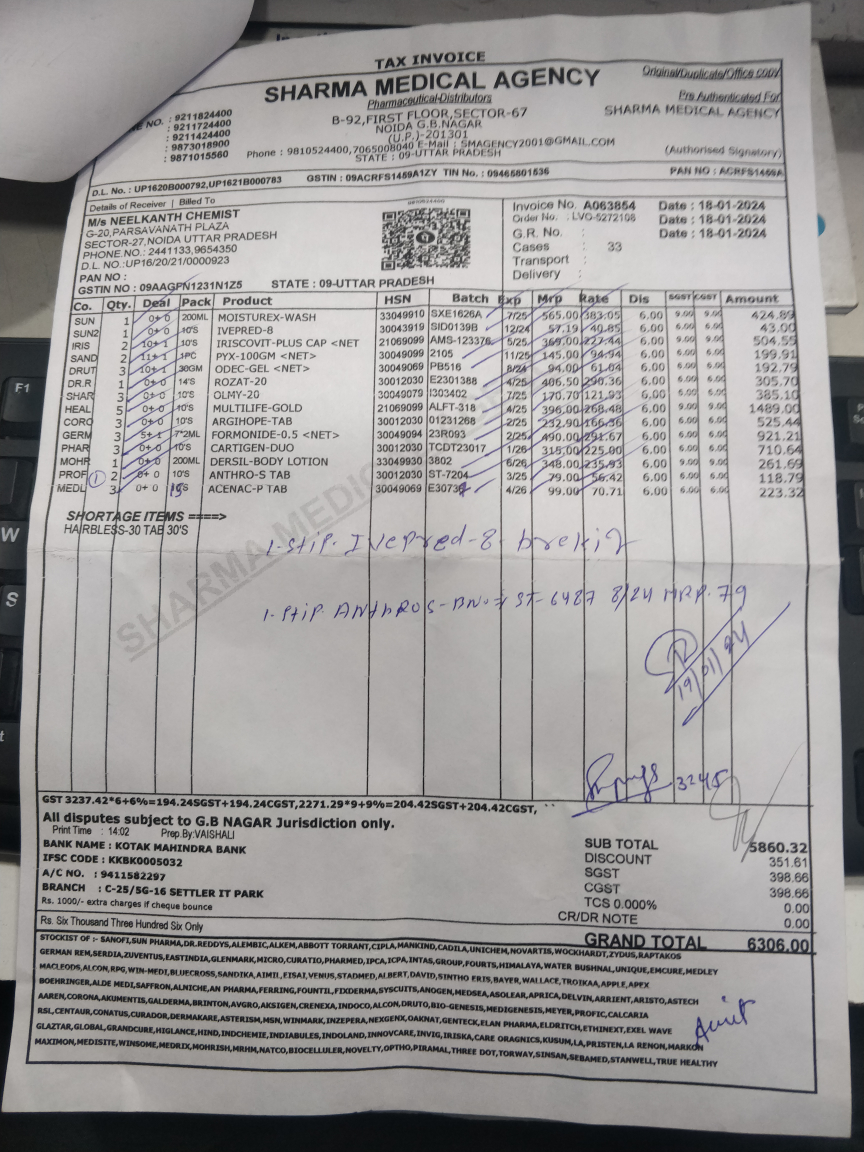 TAX INVOICE
Original/Duplicate/Office copy
SHARMA MEDICAL AGENCY
Pharmaceutical-Distributors
Pre Authenticated For
SHARMA MEDICAL AGENCY
B-92,FIRST FLOOR,SECTOR-67
NOIDA G.B.NAGAR
(U.P.)-201301
NO. : 9211824400
: 9211724400
: 9211424400
: 9873018900
: 9871015560
Phone : 9810524400,7065008040 E-Mail : SMAGENCY2001@GMAIL.COM
STATE : 09-UTTAR PRADESH
(Authorised Signatory)
D.L. No. : UP1620B000792,UP1621B000783
GSTIN : 09ACRFS1459A1ZY TIN No. : 09465801536
PAN NO : ACRFS1459A
Details of Receiver | Billed To
M/s NEELKANTH CHEMIST
G-20,PARSAVANATH PLAZA
SECTOR-27,NOIDA UTTAR PRADESH
PHONE.NO: 2441133,9654350
D.L. NO.:UP16/20/21/0000923
PAN NO :
GSTIN NO : 09AAGFN1231N1Z5 STATE : 09-UTTAR PRADESH
Invoice No. A063854 Date : 18-01-2024
Order No. : LVO-5272108 Date : 18-01-2024
G.R. No. : Date : 18-01-2024
Cases : 33
Transport :
Delivery :
Co. Qty. Deal Pack Product HSN Batch Exp Mrp Rate Dis SGST CGST Amount
SUN 1 0+ 0 200ML MOISTUREX-WASH 33049910 SXE1626A 7/25 565.00 383.05 6.00 9.00 9.00 424.89
SUN2 1 0+ 0 10'S IVEPRED-8 30043919 SID0139B 12/24 57.19 40.85 6.00 6.00 6.00 43.00
IRIS 2 10+ 1 10'S IRISCOVIT-PLUS CAP <NET 21069099 AMS-123376 5/25 369.00 227.44 6.00 9.00 9.00 504.55
SAND 2 11+ 1 1PC PYX-100GM <NET> 30049099 2105 11/25 145.00 94.94 6.00 6.00 6.00 199.91
DRUT 3 10+ 1 30GM ODEC-GEL <NET> 30049069 PB516 8/24 94.00 61.04 6.00 6.00 6.00 192.79
DR.R 1 0+ 0 14'S ROZAT-20 30012030 E2301388 4/25 406.50 290.36 6.00 6.00 6.00 305.70
SHAR 3 0+ 0 10'S OLMY-20 30049079 I303402 7/25 170.70 121.93 6.00 6.00 6.00 385.10
HEAL 5 0+ 0 10'S MULTILIFE-GOLD 21069099 ALFT-318 4/25 396.00 268.48 6.00 9.00 9.00 1489.00
CORO 3 0+ 0 10'S ARGIHOPE-TAB 30012030 01231268 2/25 232.90 166.36 6.00 6.00 6.00 525.44
GERM 3 5+ 1 7*2ML FORMONIDE-0.5 <NET> 30049094 23R093 2/25 490.00 291.67 6.00 6.00 6.00 921.21
PHAR 3 0+ 0 10'S CARTIGEN-DUO 30012030 TCDT23017 1/26 315.00 225.00 6.00 6.00 6.00 710.64
MOHR 1 0+ 0 200ML DERSIL-BODY LOTION 33049930 3802 6/26 348.00 235.93 6.00 9.00 9.00 261.69
PROF 1 2 0+ 0 10'S ANTHRO-S TAB 30012030 ST-7204 3/25 79.00 56.42 6.00 6.00 6.00 118.79
MEDL 3 0+ 0 ACENAC-P TAB 30049069 4/26 99.00 70.71 6.00 6.00 6.00 223.32
SHORTAGE ITEMS ====>
HAIRBLESS-30 TAB 30'S
SHARMA MEDIC
1-stip. Ivepred-8-
1-stip. ANthROS-BNo ST-6487 8/24 MRP.79
19/01/24
3245
GST 3237.42*6+6%=194.24SGST+194.24CGST,2271.29*9+9%=204.42SGST+204.42CGST,
All disputes subject to G.B NAGAR Jurisdiction only.
Print Time : 14:02 Prep.By:VAISHALI
BANK NAME : KOTAK MAHINDRA BANK
IFSC CODE : KKBK0005032
A/C NO. : 9411582297
BRANCH : C-25/5G-16 SETTLER IT PARK
Rs. 1000/- extra charges if cheque bounce
SUB TOTAL 5860.32
DISCOUNT 351.61
SGST 398.66
CGST 398.66
TCS 0.000% 0.00
CR/DR NOTE 0.00
Rs. Six Thousand Three Hundred Six Only
GRAND TOTAL 6306.00
STOCKIST OF :- SANOFI,SUN PHARMA,DR.REDDYS,ALEMBIC,ALKEM,ABBOTT TORRANT,CIPLA,MANKIND,CADILA,UNICHEM,NOVARTIS,WOCKHARDT,ZYDUS,RAPTAKOS
GERMAN REM,SERDIA,ZUVENTUS,EASTINDIA,GLENMARK,MICRO,CURATIO,PHARMED,IPCA,ICPA,INTAS,GROUP,FOURTS,HIMALAYA,WATER BUSHNAL,UNIQUE,EMCURE,MEDLEY
MACLEODS,ALCON,RPG,WIN-MEDI,BLUECROSS,SANDIKA,AIMIL,EISAI,VENUS,STADMED,ALBERT,DAVID,SINTHO ERIS,BAYER,WALLACE,TROIKAA,APPLE,APEX
BOEHRINGER,ALDE MEDI,SAFFRON,ALNICHE,AN PHARMA,FERRING,FOUNTIL,FIXDERMA,SYSCUITS,ANOGEN,MEDSEA,ASOLEAR,APRICA,DELVIN,ARRIENT,ARISTO,ASTECH
AAREN,CORONA,AKUMENTIS,GALDERMA,BRINTON,AVGRO,AKSIGEN,CRENEXA,INDOCO,ALCON,DRUTO,BIO-GENESIS,MEDIGENESIS,MEYER,PROFIC,CALCARIA
RSL,CENTAUR,CONATUS,CURADOR,DERMAKARE,ASTERISM,MSN,WINMARK,INZEPERA,NEXGENX,OAKNAT,GENTECK,ELAN PHARMA,ELDRITCH,ETHINEXT,EXEL WAVE
GLAZTAR,GLOBAL,GRANDCURE,HIGLANCE,HIND,INDCHEMIE,INDIABULES,INDOLAND,INNOVCARE,INVIG,IRISKA,CARE ORAGNICS,KUSUM,LA PRISTEN,LA RENON,MARKON
MAXIMON,MEDISITE,WINSOME,MEDRIX,MOHRISH,MRHM,NATCO,BIOCELLULER,NOVELTY,OPTHO,PIRAMAL,THREE DOT,TORWAY,SINSAN,SEBAMED,STANWELL,TRUE HEALTHY
Amit